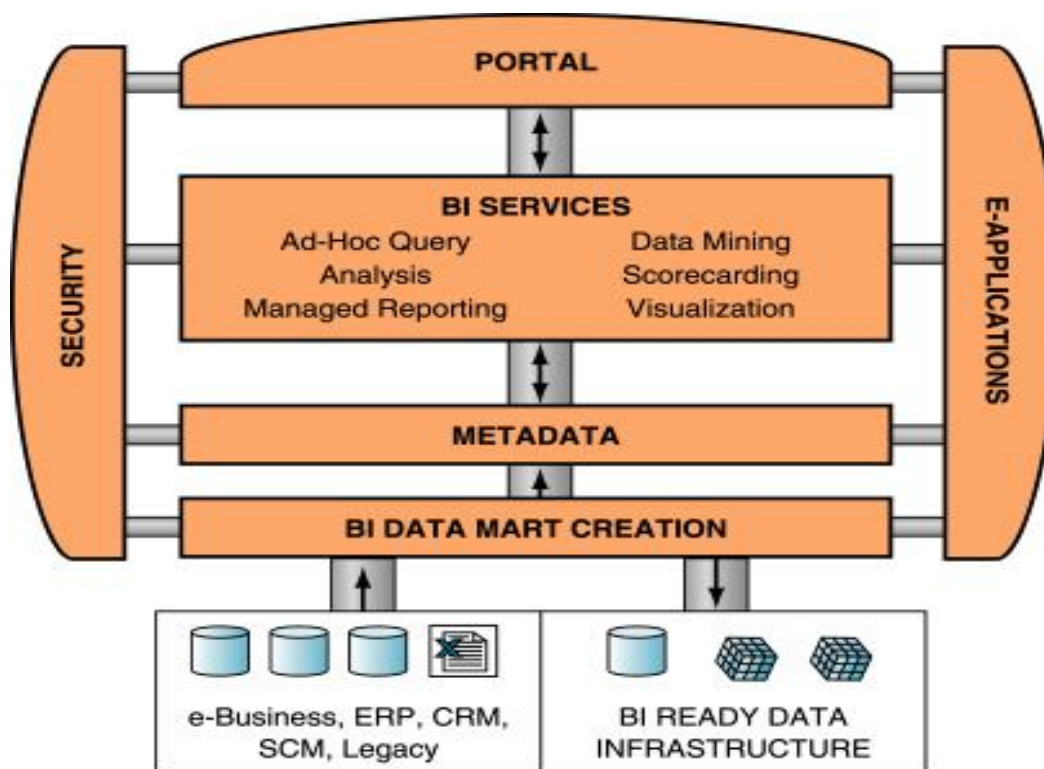 PORTAL
SECURITY
E-APPLICATIONS
BI SERVICES
Ad-Hoc Query
Analysis
Managed Reporting
Data Mining
Scorecarding
Visualization
METADATA
BI DATA MART CREATION
e-Business, ERP, CRM,
SCM, Legacy
BI READY DATA
INFRASTRUCTURE